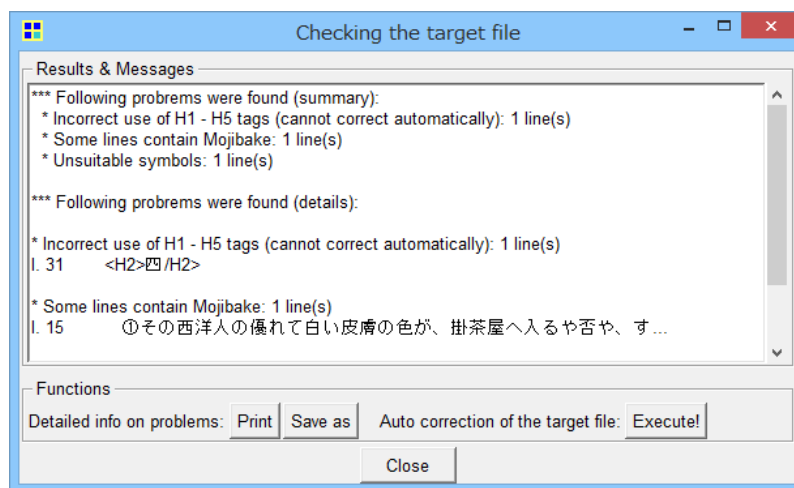 Checking the target file
Results & Messages
*** Following probrems were found (summary):
* Incorrect use of H1 - H5 tags (cannot correct automatically): 1 line(s)
* Some lines contain Mojibake: 1 line(s)
* Unsuitable symbols: 1 line(s)
*** Following probrems were found (details):
* Incorrect use of H1 - H5 tags (cannot correct automatically): 1 line(s)
l. 31 <H2>四/H2>
* Some lines contain Mojibake: 1 line(s)
l. 15 ①その西洋人の優れて白い皮膚の色が、掛茶屋へ入るや否や、す...
Functions
Detailed info on problems: Print Save as Auto correction of the target file: Execute!
Close